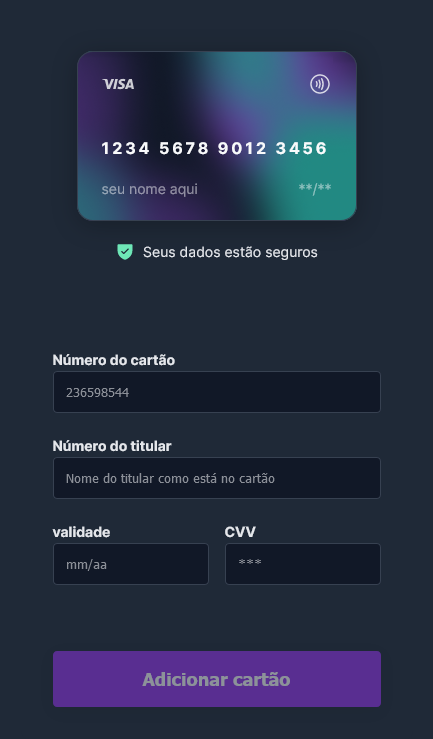 VISA
1234 5678 9012 3456
seu nome aqui **/**
Seus dados estão seguros
Número do cartão
236598544
Número do titular
Nome do titular como está no cartão
validade CVV
mm/aa ***
Adicionar cartão